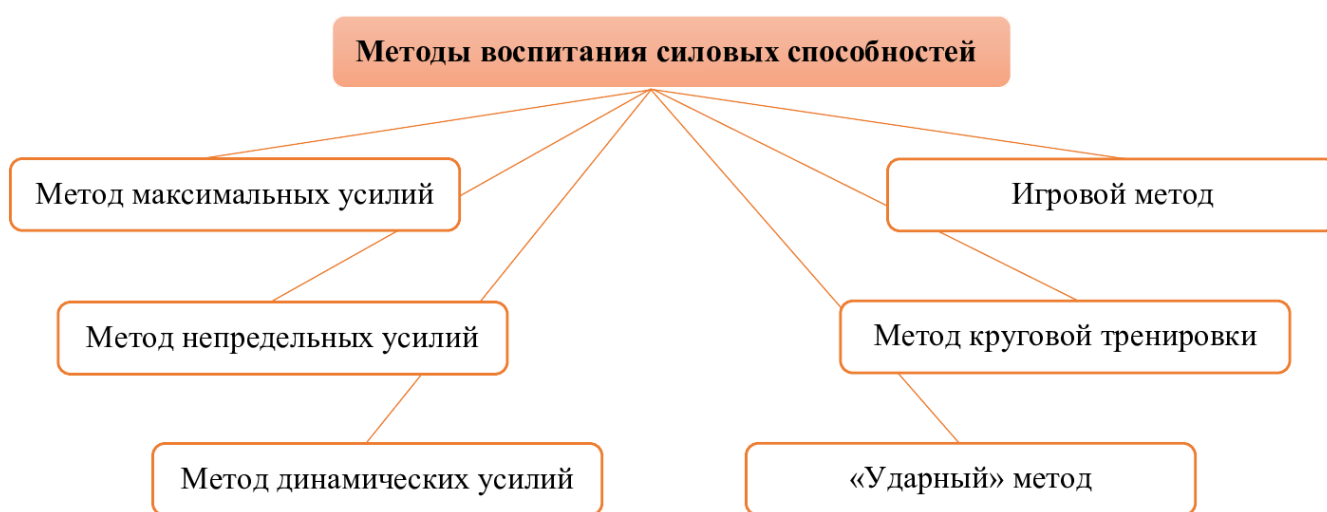 Методы воспитания силовых способностей
Метод максимальных усилий
Игровой метод
Метод непредельных усилий
Метод круговой тренировки
Метод динамических усилий
«Ударный» метод